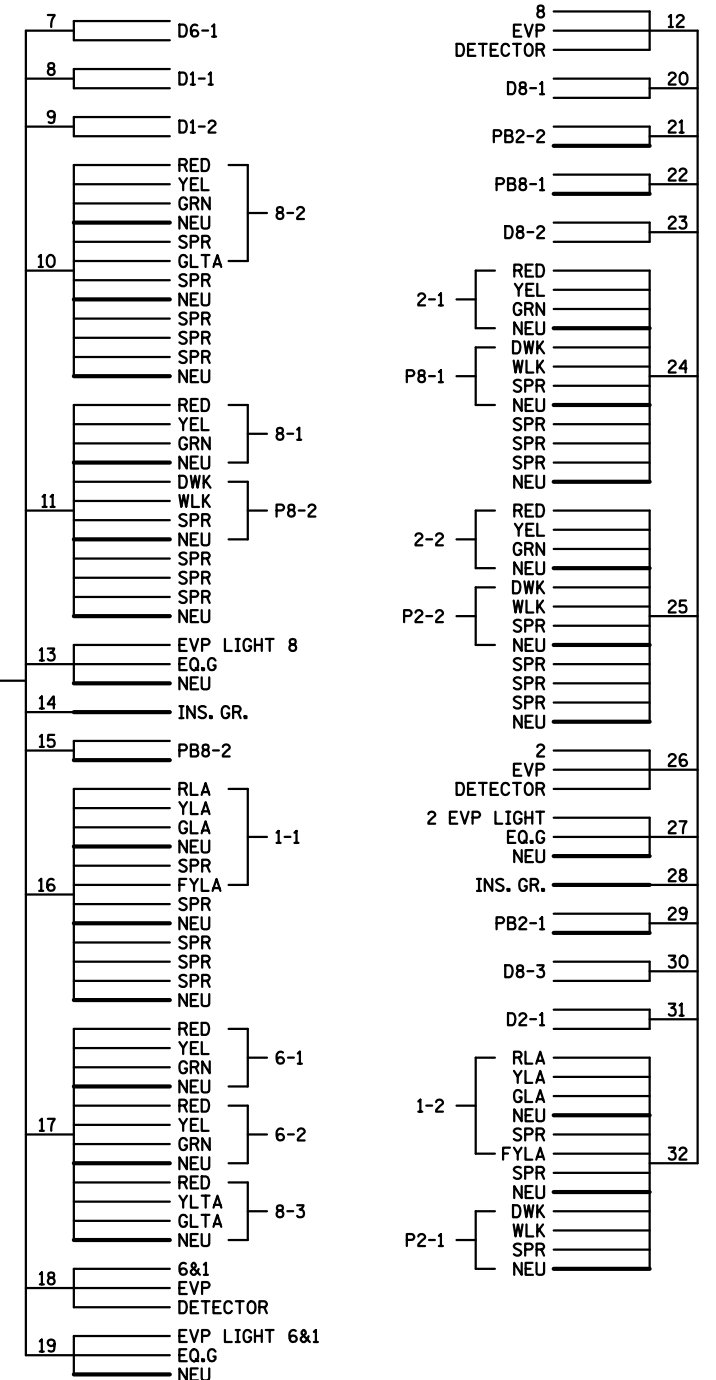 7
D6-1
8
D1-1
9
D1-2
RED
YEL
GRN
NEU
SPR
GLTA
SPR
NEU
SPR
SPR
SPR
NEU
8-2
10
RED
YEL
GRN
NEU
8-1
DWK
WLK
SPR
NEU
P8-2
SPR
SPR
SPR
NEU
11
EVP LIGHT 8
13
EQ.G
NEU
14
INS. GR.
15
PB8-2
RLA
YLA
GLA
NEU
SPR
FYLA
1-1
16
SPR
NEU
SPR
SPR
SPR
NEU
RED
YEL
GRN
NEU
6-1
RED
YEL
GRN
NEU
6-2
17
RED
YLTA
GLTA
NEU
8-3
6&1
18
EVP
DETECTOR
EVP LIGHT 6&1
19
EQ.G
NEU
8
EVP
DETECTOR
12
D8-1
20
PB2-2
21
PB8-1
22
D8-2
23
RED
YEL
GRN
NEU
2-1
DWK
WLK
SPR
NEU
P8-1
24
SPR
SPR
SPR
NEU
RED
YEL
GRN
NEU
2-2
DWK
WLK
SPR
NEU
P2-2
25
SPR
SPR
SPR
NEU
2
EVP
DETECTOR
26
2 EVP LIGHT
EQ.G
NEU
27
INS. GR.
28
PB2-1
29
D8-3
30
D2-1
31
RLA
YLA
GLA
NEU
SPR
FYLA
1-2
SPR
NEU
32
DWK
WLK
SPR
NEU
P2-1